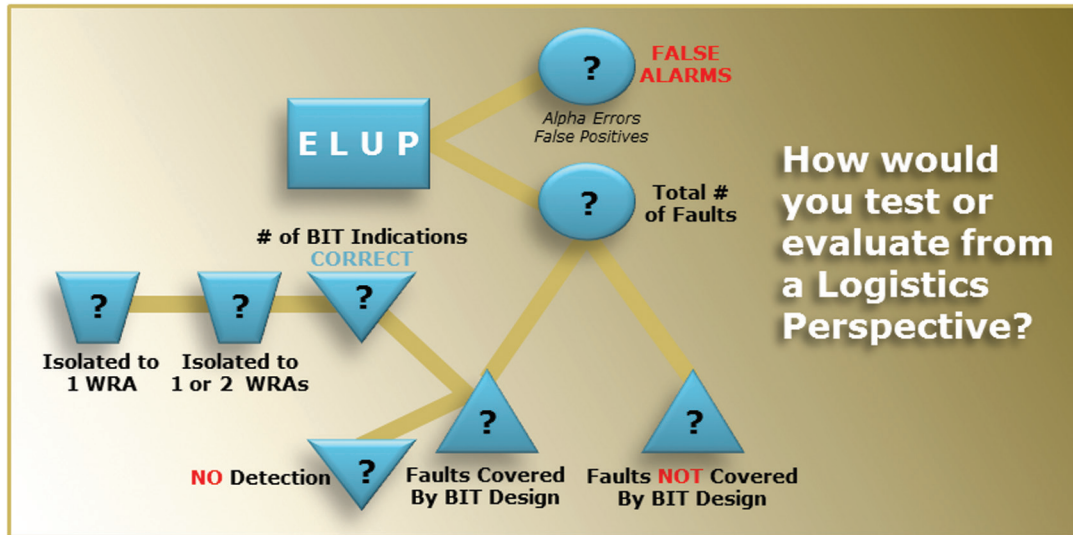 ?
FALSE
ALARMS
Alpha Errors
False Positives
E L U P
?
Total #
of Faults
# of BIT Indications
CORRECT
?
?
?
Isolated to
1 WRA
Isolated to
1 or 2 WRAs
?
?
?
NO Detection
Faults Covered
By BIT Design
Faults NOT Covered
By BIT Design
How would
you test or
evaluate from
a Logistics
Perspective?